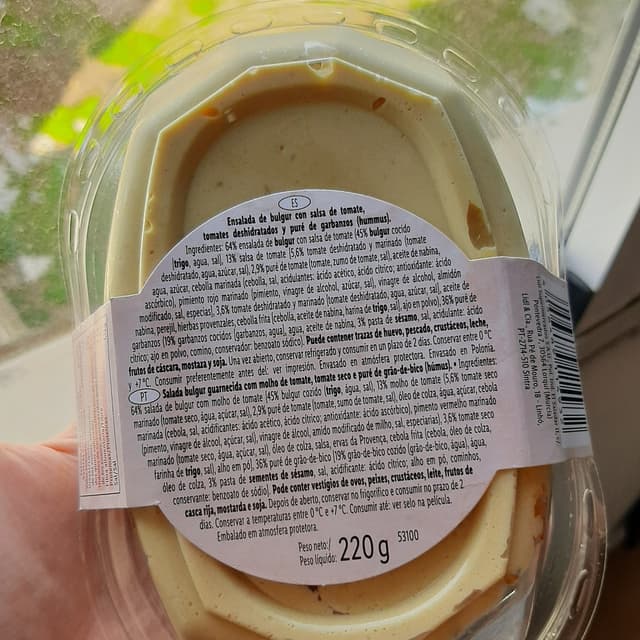 ES
Ensalada de bulgur con salsa de tomate,
tomates deshidratados y puré de garbanzos (hummus).
Ingredientes: 64% ensalada de bulgur con salsa de tomate [45% bulgur cocido
(trigo, agua, sal), 13% salsa de tomate (5,6% tomate deshidratado y marinado (tomate
deshidratado, agua, azúcar, sal), 2,9% puré de tomate (tomate, zumo de tomate, sal), aceite de nabina,
agua, azúcar, cebolla marinada (cebolla, sal, acidulantes: ácido acético, ácido cítrico; antioxidante: ácido
ascórbico), pimiento rojo marinado (pimiento, vinagre de alcohol, azúcar, sal), vinagre de alcohol, almidón
modificado, sal, especias), 3,6% tomate deshidratado y marinado (tomate deshidratado, agua, azúcar, sal), aceite de
nabina, perejil, hierbas provenzales, cebolla frita (cebolla, aceite de nabina, harina de trigo, sal), ajo en polvo] 36% puré de
garbanzos [19% garbanzos cocidos (garbanzos, agua), agua, aceite de nabina, 3% pasta de sésamo, sal, acidulante: ácido
cítrico; ajo en polvo, comino, conservador: benzoato sódico]. Puede contener trazas de huevo, pescado, crustáceos, leche,
frutos de cáscara, mostaza y soja. Una vez abierto, conservar refrigerado y consumir en un plazo de 2 días. Conservar entre 0 °C
y +7 °C. Consumir preferentemente antes del: ver impresión. Envasado en atmósfera protectora. Envasado en Polonia.
PT Salada bulgur guarnecida com molho de tomate, tomate seco e puré de grão-de-bico (húmus). • Ingredientes:
64% salada de bulgur com molho de tomate [45% bulgur cozido (trigo, água, sal), 13% molho de tomate (5,6% tomate seco
marinado (tomate seco, água, açúcar, sal), 2,9% puré de tomate (tomate, sumo de tomate, sal), óleo de colza, água, açúcar, cebola
marinada (cebola, sal, acidificantes: ácido acético, ácido cítrico; antioxidante: ácido ascórbico), pimento vermelho marinado
(pimento, vinagre de álcool, açúcar, sal), vinagre de álcool, amido modificado de milho, sal, especiarias), 3,6% tomate seco
marinado (tomate seco, água, açúcar, sal), óleo de colza, salsa, ervas da Provença, cebola frita (cebola, óleo de colza,
farinha de trigo, sal), alho em pó], 36% puré de grão-de-bico [19% grão-de-bico cozido (grão-de-bico, água), água,
óleo de colza, 3% pasta de sementes de sésamo, sal, acidificante: ácido cítrico; alho em pó, cominhos,
conservante: benzoato de sódio]. Pode conter vestígios de ovos, peixes, crustáceos, leite, frutos de
casca rija, mostarda e soja. Depois de aberto, conservar no frigorífico e consumir no prazo de 2
dias. Conservar a temperaturas entre 0 °C e +7 °C. Consumir até: ver selo na película.
Embalado em atmosfera protetora.
Peso neto:/
Peso líquido: 220 g
53100
Lidl & Cia., Rua Pé de Mouro, 18, Linhó,
PT-2714-510 Sintra